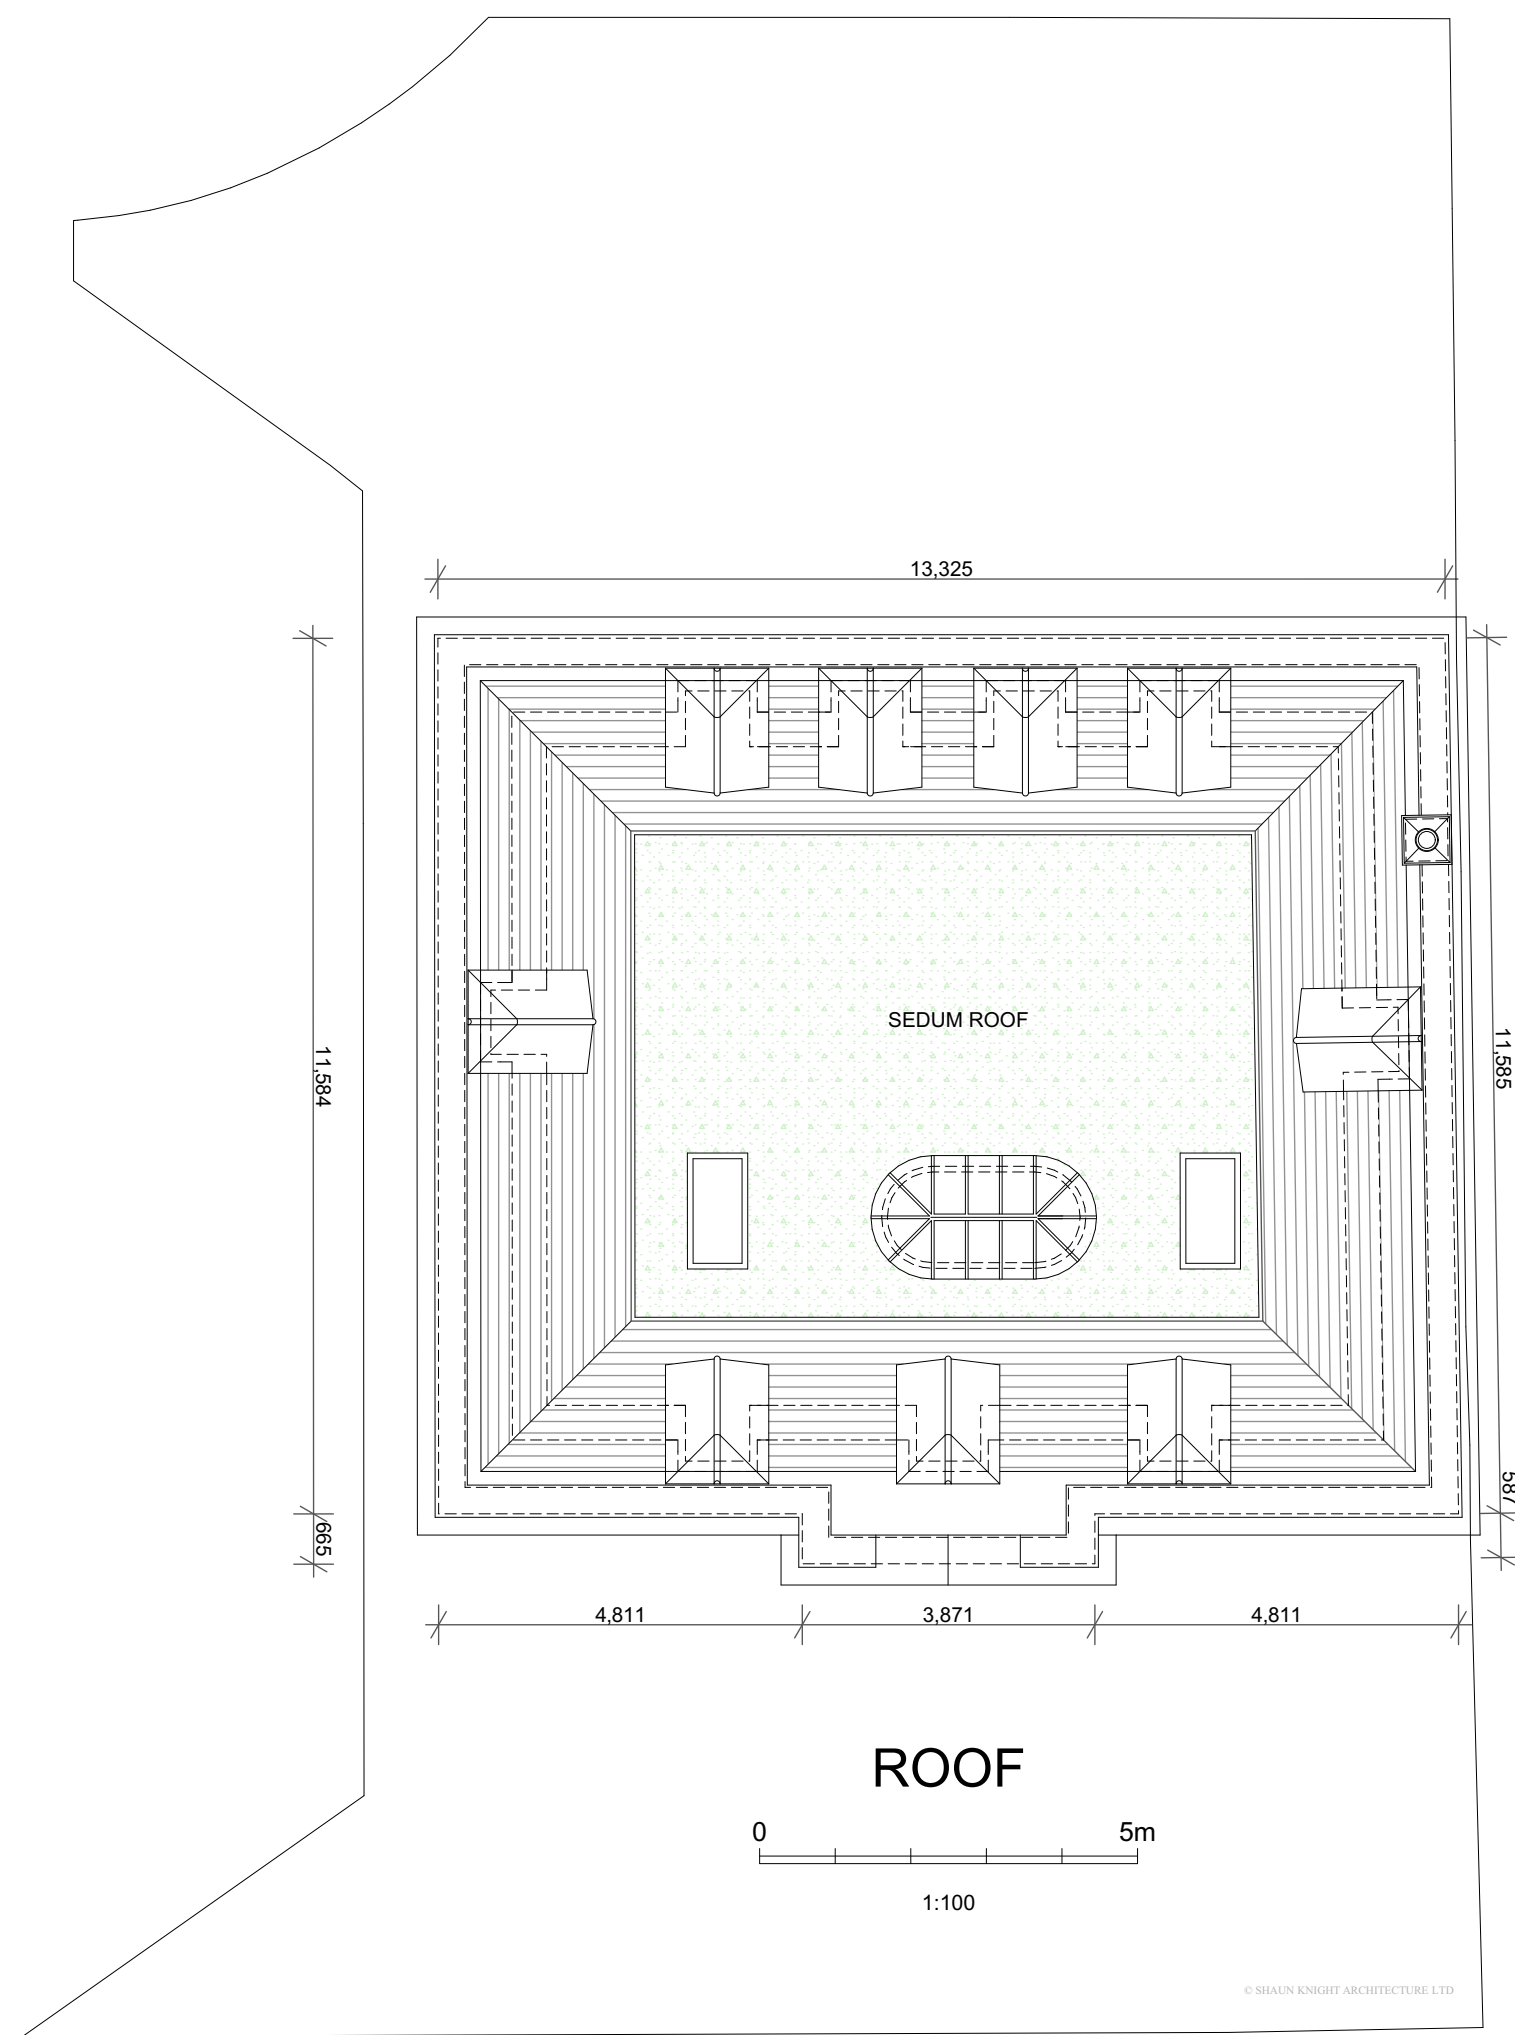 13,325
SEDUM ROOF
11,584
11,585
665
587
4,811
3,871
4,811
ROOF
0
5m
1:100
© SHAUN KNIGHT ARCHITECTURE LTD